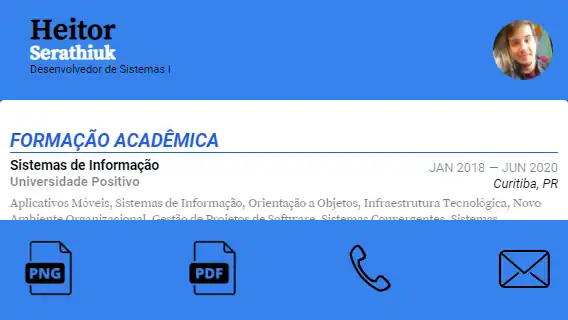 Heitor
Serathiuk
Desenvolvedor de Sistemas I
FORMAÇÃO ACADÊMICA
Sistemas de Informação
JAN 2018 — JUN 2020
Universidade Positivo
Curitiba, PR
Aplicativos Móveis, Sistemas de Informação, Orientação a Objetos, Infraestrutura Tecnológica, Novo
Ambiente Organizacional, Gestão de Projetos de Software, Sistemas Convergentes, Sistemas
PNG
PDF